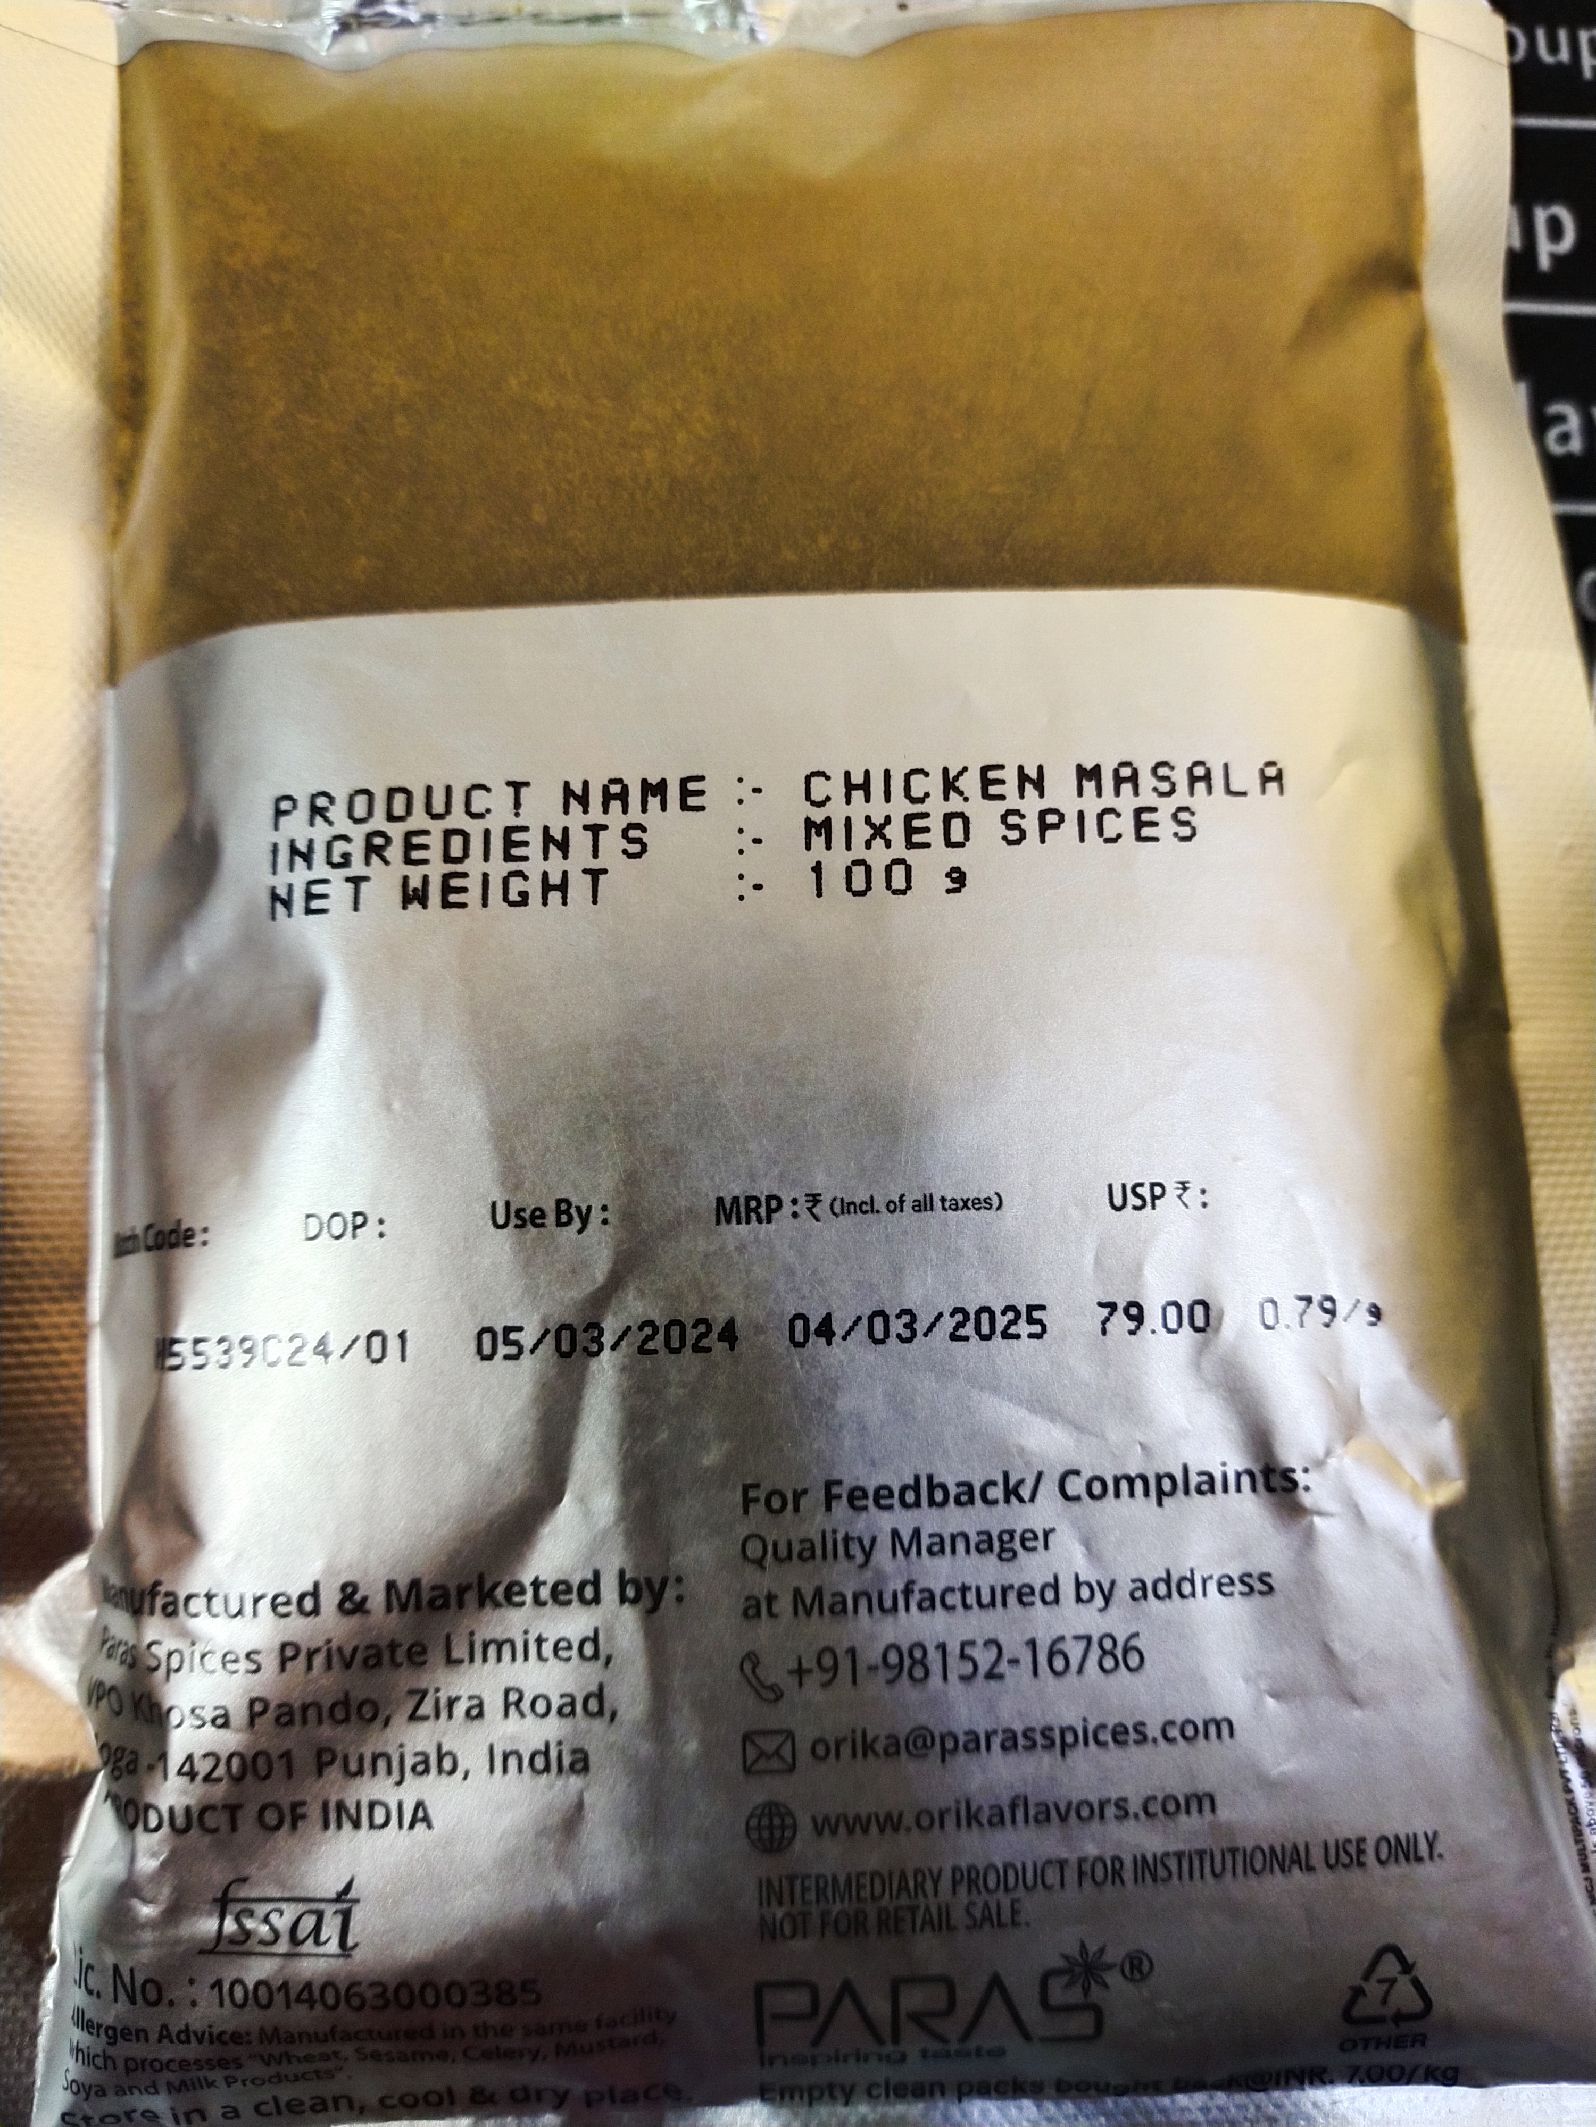 PRODUCT NAME :- CHICKEN MASALA
INGREDIENTS :- MIXED SPICES
NET WEIGHT :- 100 g
Code: DOP: Use By: MRP:₹ (Incl. of all taxes) USP ₹:
5539C24/01 05/03/2024 04/03/2025 79.00 0.79/g
For Feedback/ Complaints:
Quality Manager
at Manufactured by address
+91-98152-16786
orika@parasspices.com
www.orikaflavors.com
INTERMEDIARY PRODUCT FOR INSTITUTIONAL USE ONLY.
NOT FOR RETAIL SALE.
Manufactured & Marketed by:
Paras Spices Private Limited,
VPO Khosa Pando, Zira Road,
oga-142001 Punjab, India
PRODUCT OF INDIA
fssai
Lic. No. : 10014063000385
Allergen Advice: Manufactured in the same facility
which processes "Wheat, Sesame, Celery, Mustard,
Soya and Milk Products".
Store in a clean, cool & dry place.
PARAS®
Inspiring taste
Empty clean packs bought back@INR. 7.00/kg
7
OTHER
oup
up
la